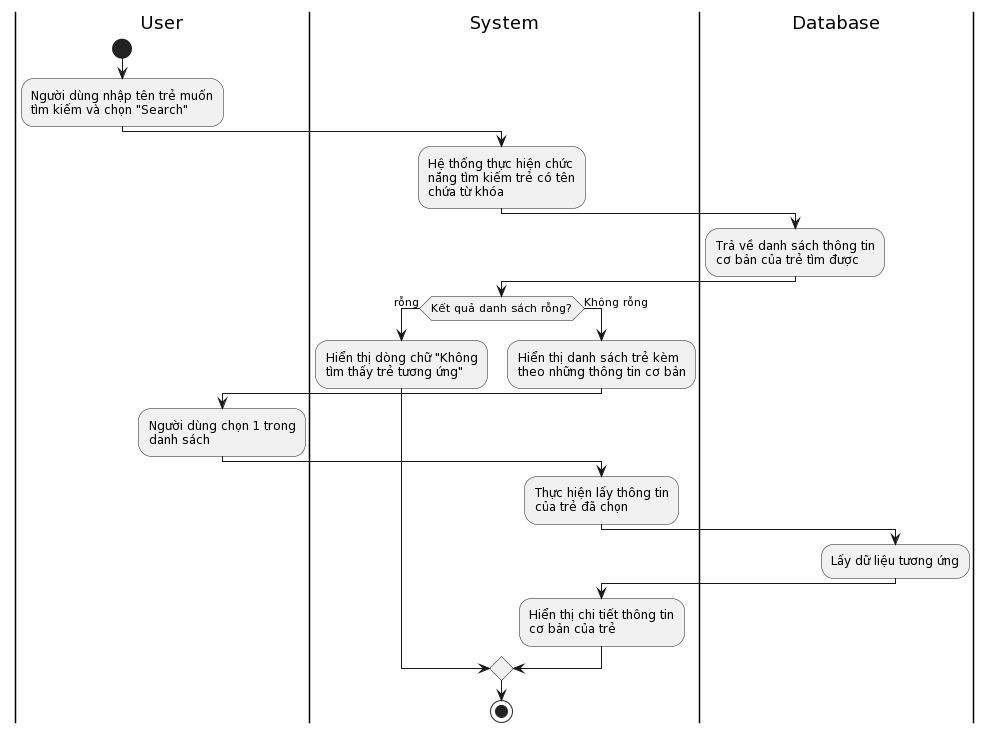 User
System
Database
Người dùng nhập tên trẻ muốn
tìm kiếm và chọn "Search"
Hệ thống thực hiện chức
năng tìm kiếm trẻ có tên
chứa từ khóa
Trả về danh sách thông tin
cơ bản của trẻ tìm được
rỗng
Kết quả danh sách rỗng?
Không rỗng
Hiển thị dòng chữ "Không
tìm thấy trẻ tương ứng"
Hiển thị danh sách trẻ kèm
theo những thông tin cơ bản
Người dùng chọn 1 trong
danh sách
Thực hiện lấy thông tin
của trẻ đã chọn
Lấy dữ liệu tương ứng
Hiển thị chi tiết thông tin
cơ bản của trẻ